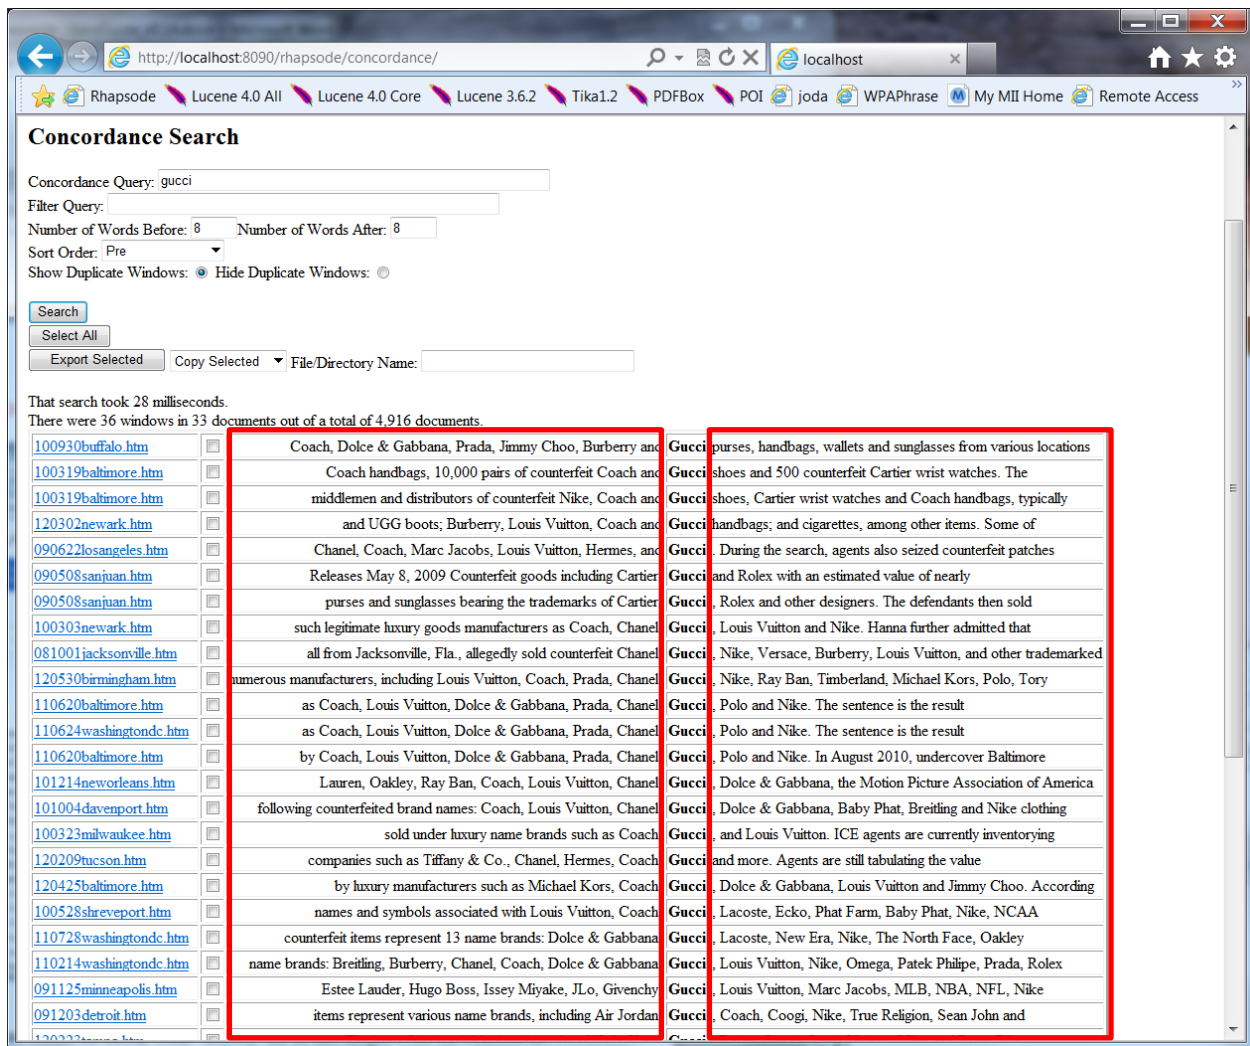 http://localhost:8090/rhapsode/concordance/ localhost
Rhapsode Lucene 4.0 All Lucene 4.0 Core Lucene 3.6.2 Tika1.2 PDFBox POI joda WPAPhrase My MII Home Remote Access
Concordance Search
Concordance Query: gucci
Filter Query:
Number of Words Before: 8 Number of Words After: 8
Sort Order: Pre
Show Duplicate Windows: Hide Duplicate Windows:
Search
Select All
Export Selected Copy Selected File/Directory Name:
That search took 28 milliseconds.
There were 36 windows in 33 documents out of a total of 4,916 documents.
100930buffalo.htm Coach, Dolce & Gabbana, Prada, Jimmy Choo, Burberry and Gucci purses, handbags, wallets and sunglasses from various locations
100319baltimore.htm Coach handbags, 10,000 pairs of counterfeit Coach and Gucci shoes and 500 counterfeit Cartier wrist watches. The
100319baltimore.htm middlemen and distributors of counterfeit Nike, Coach and Gucci shoes, Cartier wrist watches and Coach handbags, typically
120302newark.htm and UGG boots; Burberry, Louis Vuitton, Coach and Gucci handbags; and cigarettes, among other items. Some of
090622losangeles.htm Chanel, Coach, Marc Jacobs, Louis Vuitton, Hermes, and Gucci . During the search, agents also seized counterfeit patches
090508sanjuan.htm Releases May 8, 2009 Counterfeit goods including Cartier Gucci and Rolex with an estimated value of nearly
090508sanjuan.htm purses and sunglasses bearing the trademarks of Cartier Gucci , Rolex and other designers. The defendants then sold
100303newark.htm such legitimate luxury goods manufacturers as Coach, Chanel Gucci , Louis Vuitton and Nike. Hanna further admitted that
081001jacksonville.htm all from Jacksonville, Fla., allegedly sold counterfeit Chanel Gucci , Nike, Versace, Burberry, Louis Vuitton, and other trademarked
120530birmingham.htm numerous manufacturers, including Louis Vuitton, Coach, Prada, Chanel Gucci , Nike, Ray Ban, Timberland, Michael Kors, Polo, Tory
110620baltimore.htm as Coach, Louis Vuitton, Dolce & Gabbana, Prada, Chanel Gucci , Polo and Nike. The sentence is the result
110624washingtondc.htm as Coach, Louis Vuitton, Dolce & Gabbana, Prada, Chanel Gucci , Polo and Nike. The sentence is the result
110620baltimore.htm by Coach, Louis Vuitton, Dolce & Gabbana, Prada, Chanel Gucci , Polo and Nike. In August 2010, undercover Baltimore
101214neworleans.htm Lauren, Oakley, Ray Ban, Coach, Louis Vuitton, Chanel Gucci , Dolce & Gabbana, the Motion Picture Association of America
101004davenport.htm following counterfeited brand names: Coach, Louis Vuitton, Chanel Gucci , Dolce & Gabbana, Baby Phat, Breitling and Nike clothing
100323milwaukee.htm sold under luxury name brands such as Coach Gucci , and Louis Vuitton. ICE agents are currently inventorying
120209tucson.htm companies such as Tiffany & Co., Chanel, Hermes, Coach Gucci and more. Agents are still tabulating the value
120425baltimore.htm by luxury manufacturers such as Michael Kors, Coach Gucci , Dolce & Gabbana, Louis Vuitton and Jimmy Choo. According
100528shreveport.htm names and symbols associated with Louis Vuitton, Coach Gucci , Lacoste, Ecko, Phat Farm, Baby Phat, Nike, NCAA
110728washingtondc.htm counterfeit items represent 13 name brands: Dolce & Gabbana Gucci , Lacoste, New Era, Nike, The North Face, Oakley
110214washingtondc.htm name brands: Breitling, Burberry, Chanel, Coach, Dolce & Gabbana Gucci , Louis Vuitton, Nike, Omega, Patek Philipe, Prada, Rolex
091125minneapolis.htm Estee Lauder, Hugo Boss, Issey Miyake, JLo, Givenchy Gucci , Louis Vuitton, Marc Jacobs, MLB, NBA, NFL, Nike
091203detroit.htm items represent various name brands, including Air Jordan Gucci , Coach, Coogi, Nike, True Religion, Sean John and